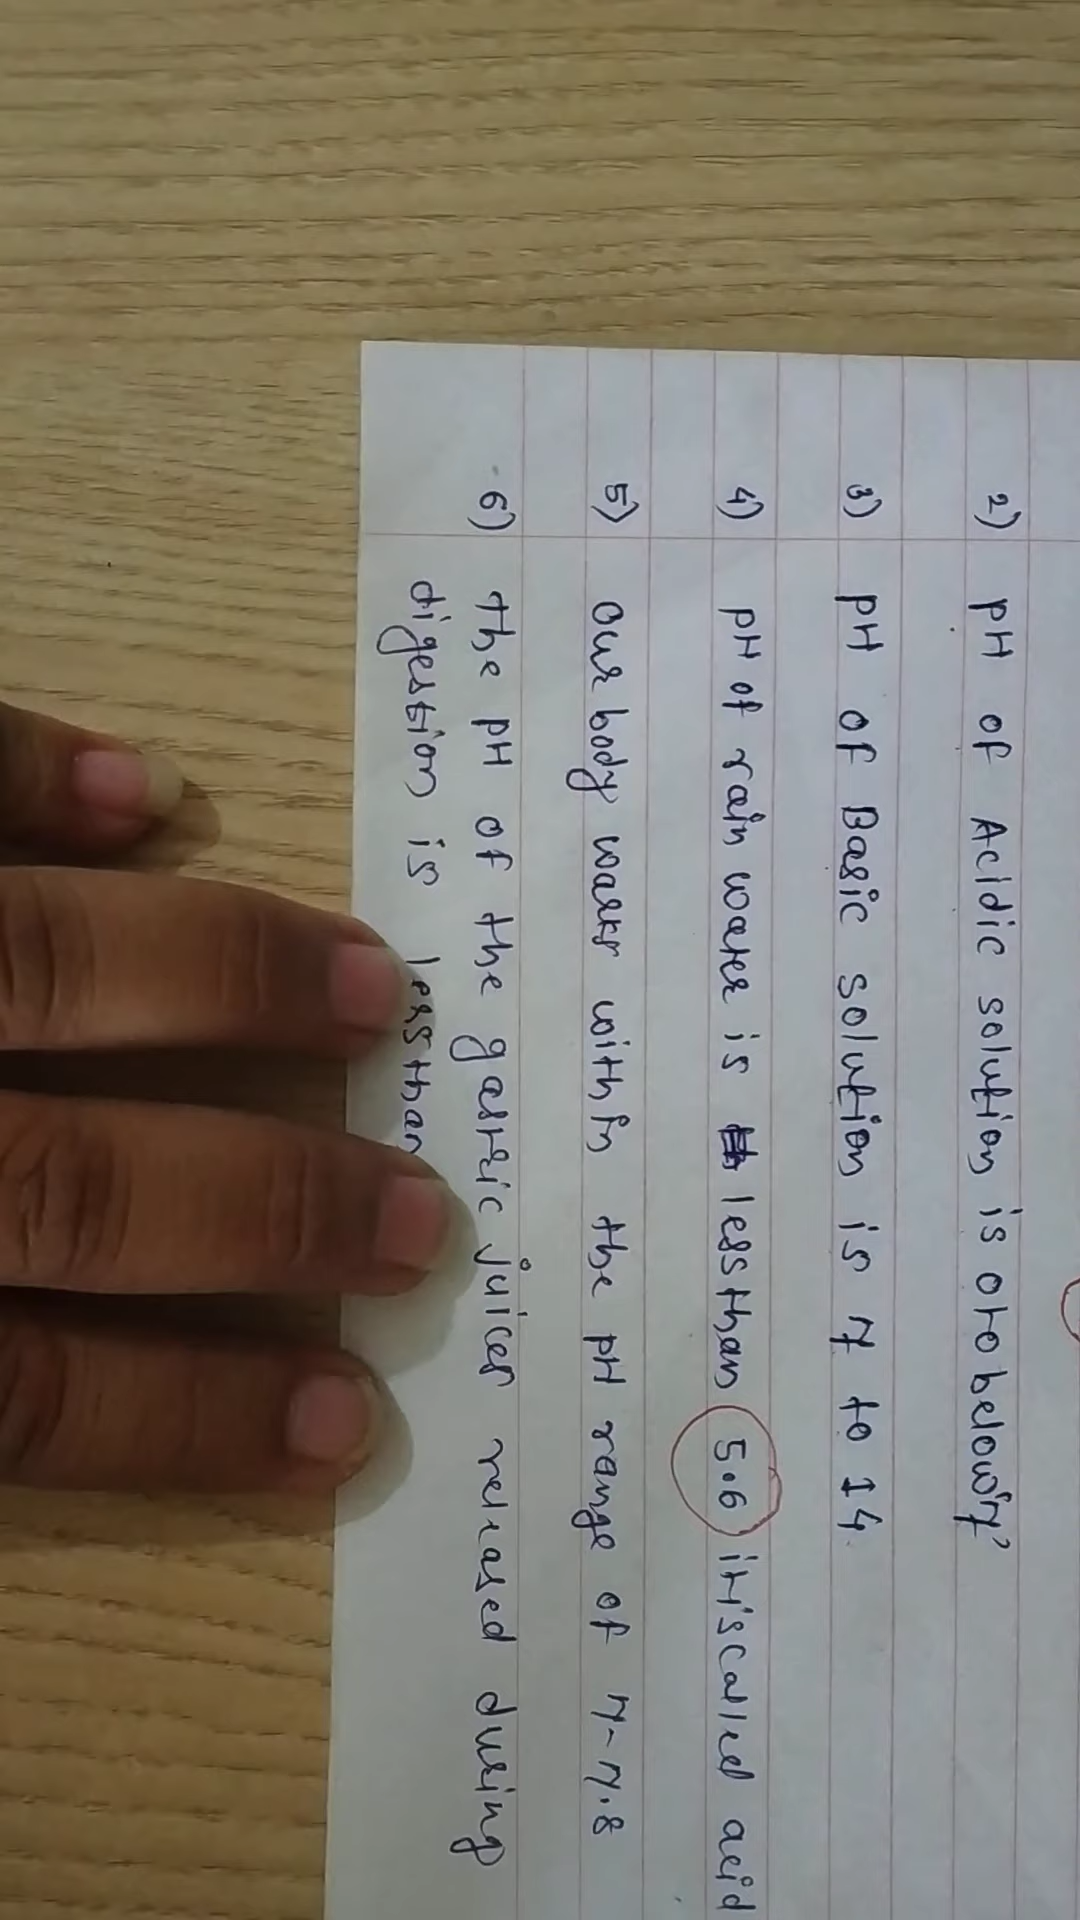 2) pH of Acidic solution is 0 to below '7'
3) pH of Basic solution is 7 to 14.
4) pH of rain water is less than 5.6 it is called acid
5) Our body works within the pH range of 7-7.8
6) the pH of the gastric juices released during
digestion is less than